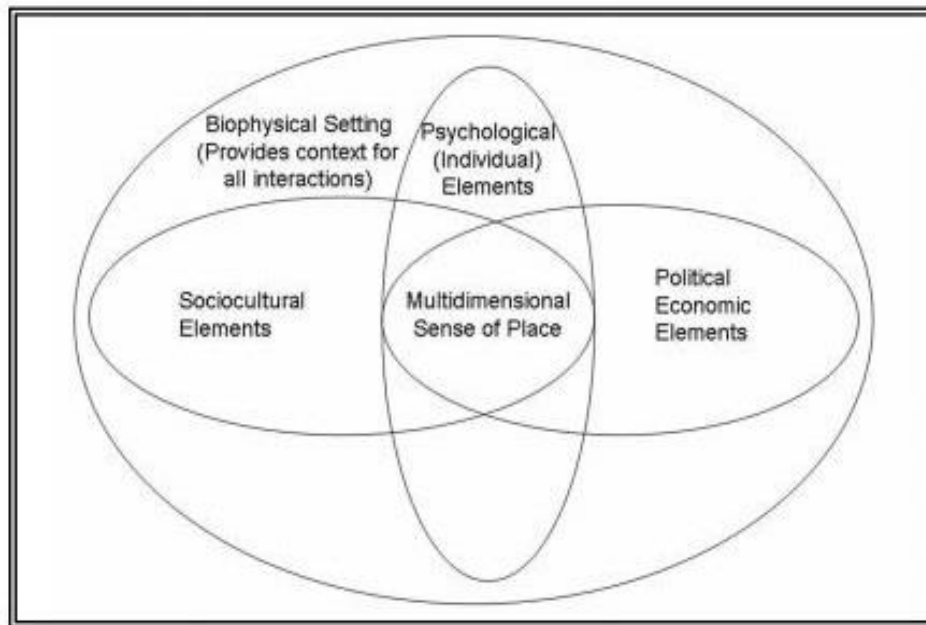 Biophysical Setting
(Provides context for
all interactions)
Psychological
(Individual)
Elements
Sociocultural
Elements
Multidimensional
Sense of Place
Political
Economic
Elements